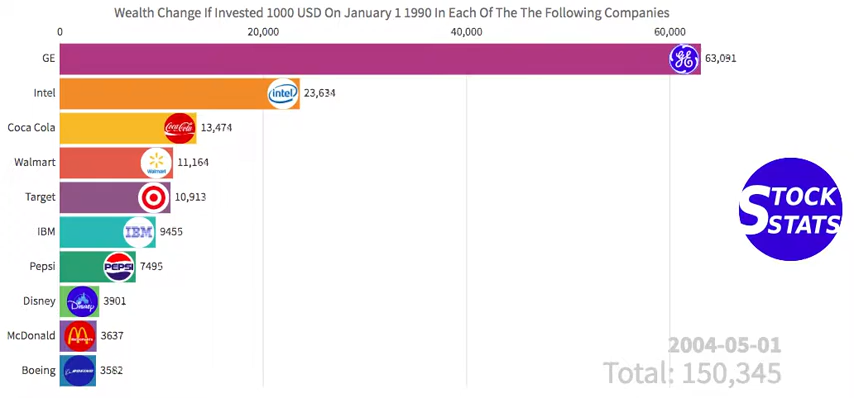 Wealth Change If Invested 1000 USD On January 1 1990 In Each Of The The Following Companies
0 20,000 40,000 60,000
GE 63,091
Intel intel 23,634
Coca Cola Coca-Cola 13,474
Walmart Walmart 11,164
Target 10,913
IBM IBM 9455
Pepsi PEPSI 7495
Disney Disney 3901
McDonald 3637
Boeing BOEING 3582
STOCK
STATS
2004-05-01
Total: 150,345